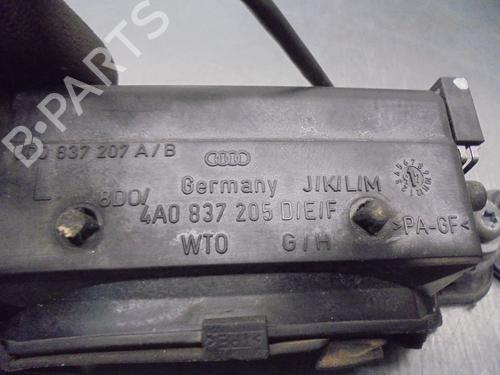 837 207 A/B
L 8D0/ Germany J/K/L/M
4A0 837 205 D/E/F >PA-GF<
WTO G/H
B-PARTS